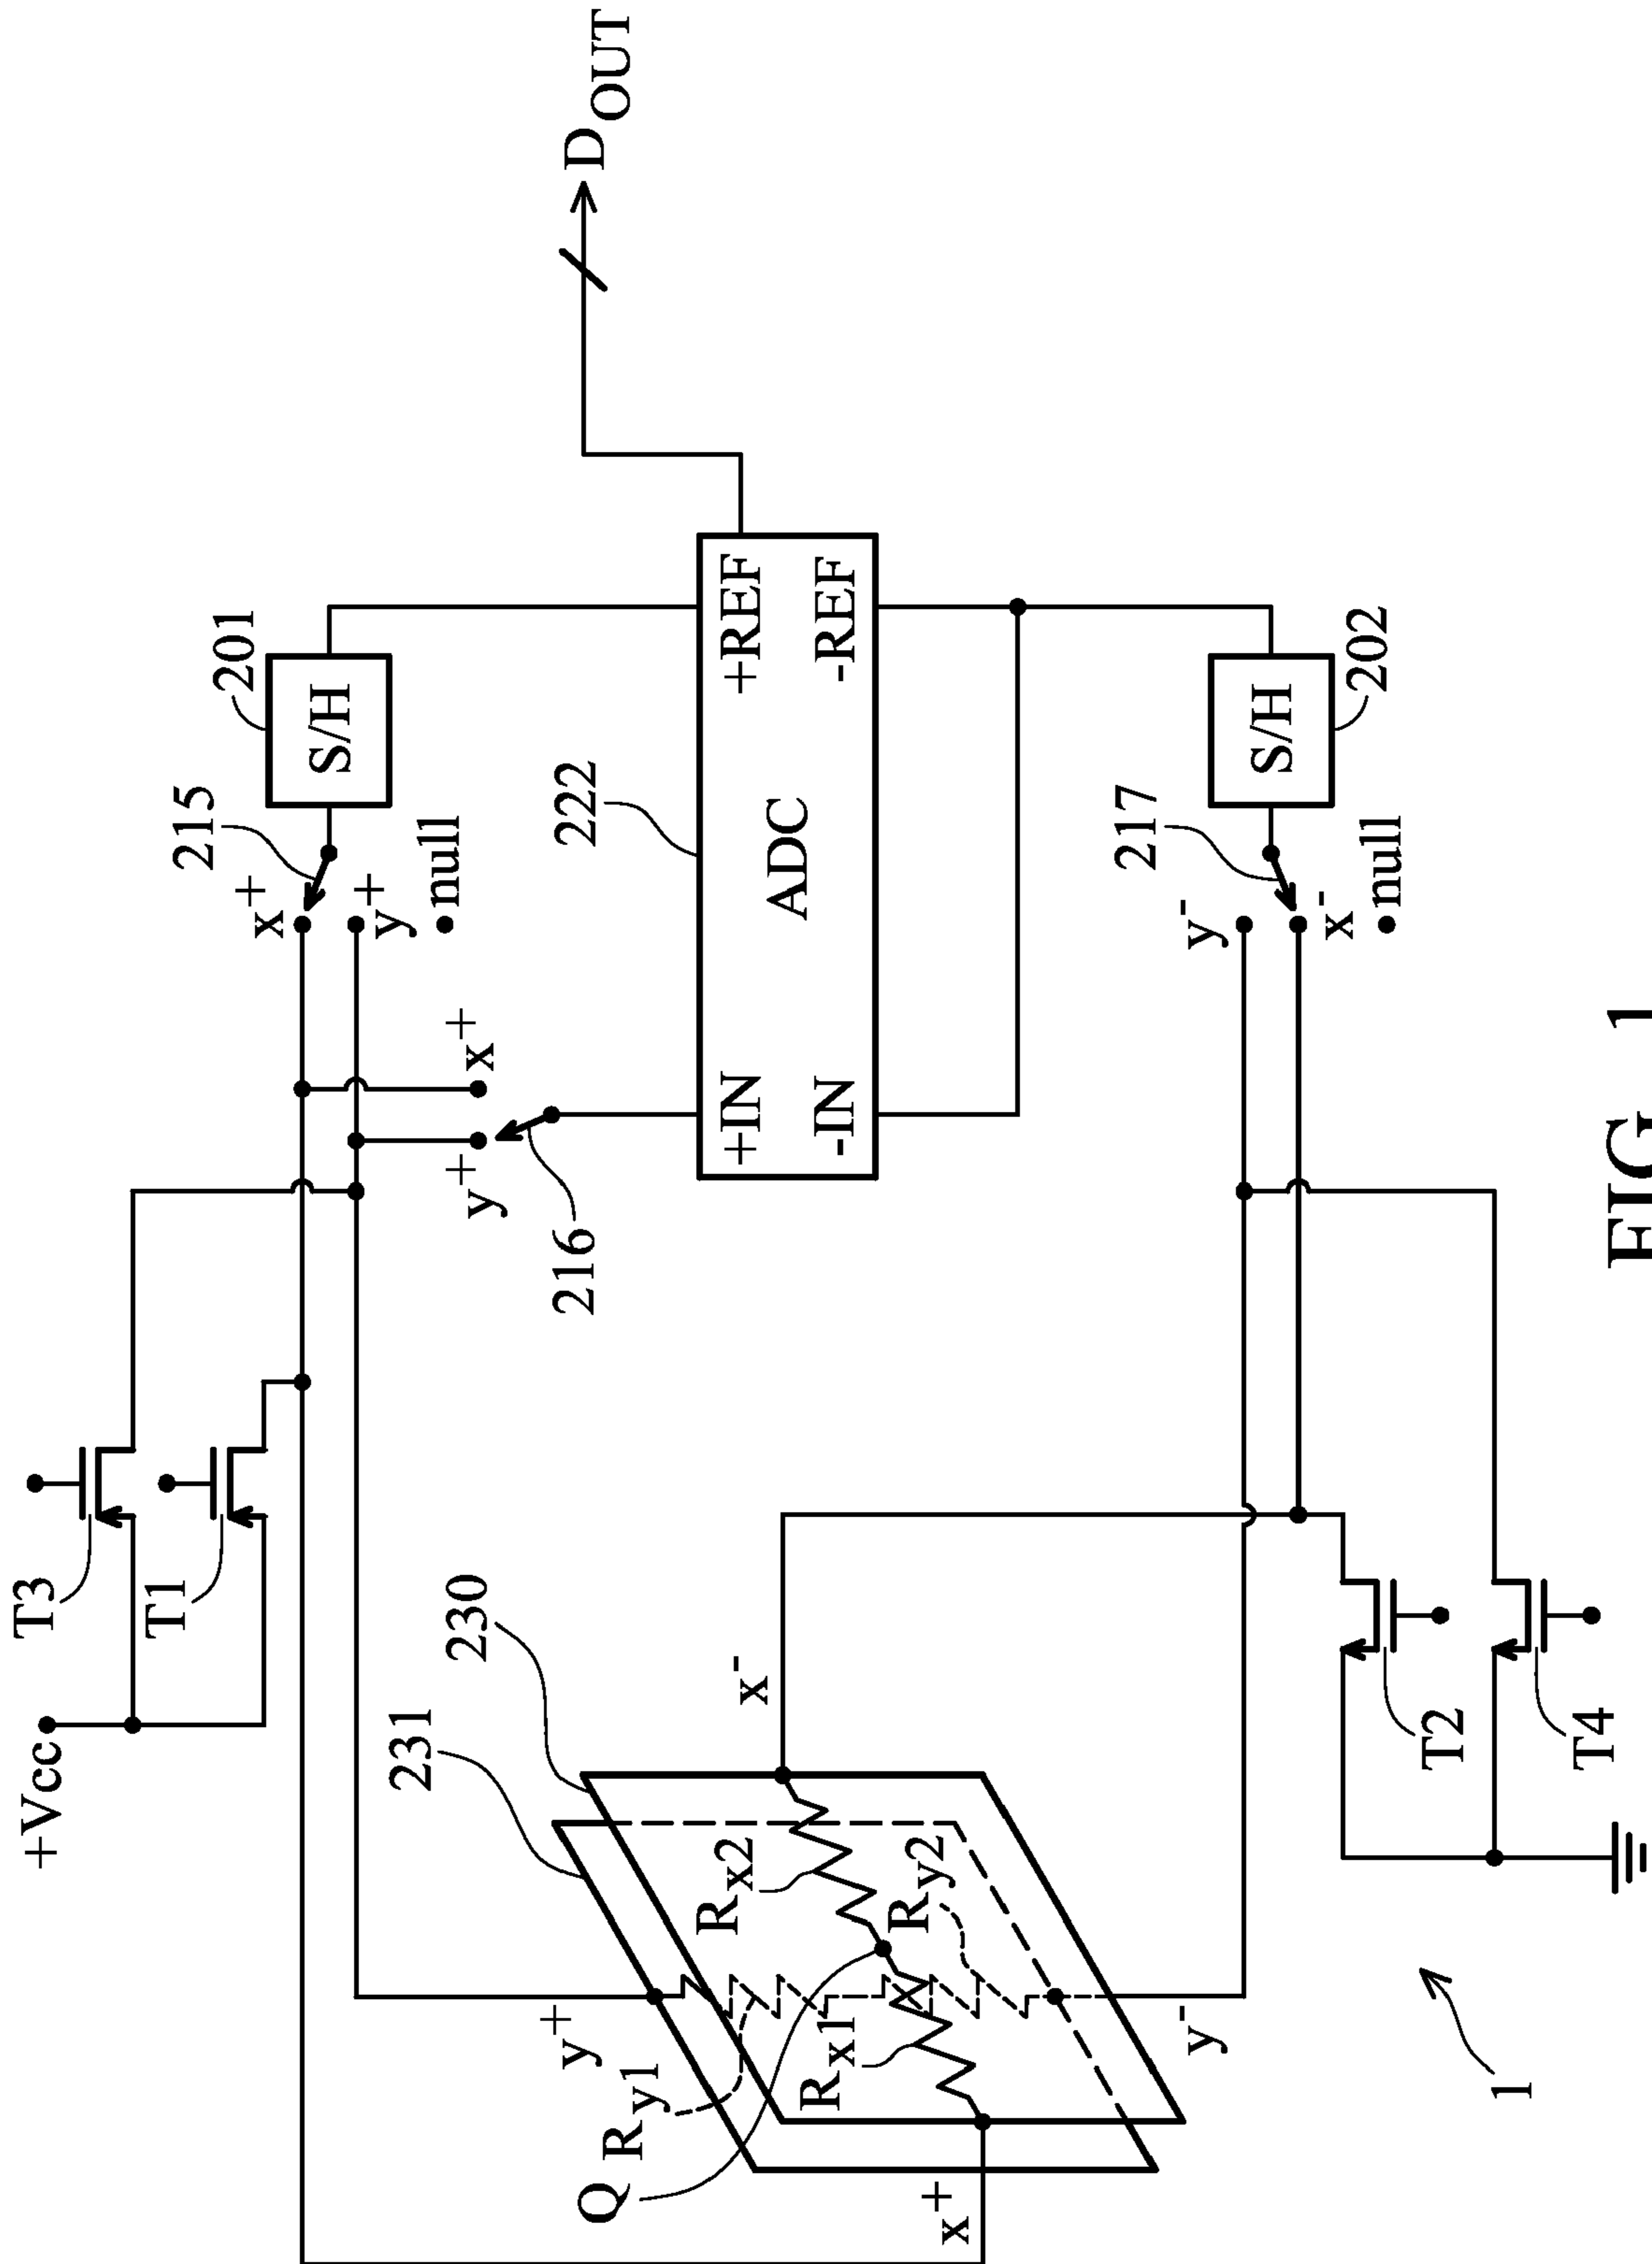 +Vcc
T3
T1
231
230
y+
x+
x-
y-
Q
Ry1
Rx1
Rx2
Ry2
T2
T4
1
216
y+
x+
215
x+
y+
null
201
S/H
222
+IN
-IN
ADC
+REF
-REF
DOUT
217
y-
x-
null
S/H
202
FIG. 1